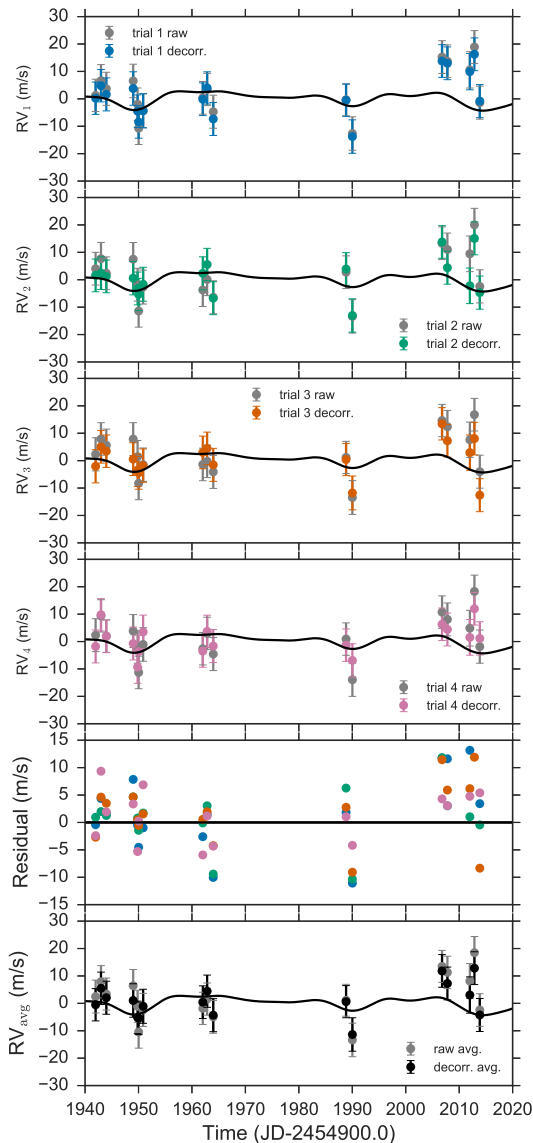 30
20
10
0
−10
−20
−30
RV₁ (m/s)
trial 1 raw
trial 1 decorr.
30
20
10
0
−10
−20
−30
RV₂ (m/s)
trial 2 raw
trial 2 decorr.
30
20
10
0
−10
−20
−30
RV₃ (m/s)
trial 3 raw
trial 3 decorr.
30
20
10
0
−10
−20
−30
RV₄ (m/s)
trial 4 raw
trial 4 decorr.
15
10
5
0
−5
−10
−15
Residual (m/s)
30
20
10
0
−10
−20
−30
RVavg (m/s)
raw avg.
decorr. avg.
1940 1950 1960 1970 1980 1990 2000 2010 2020
Time (JD-2454900.0)